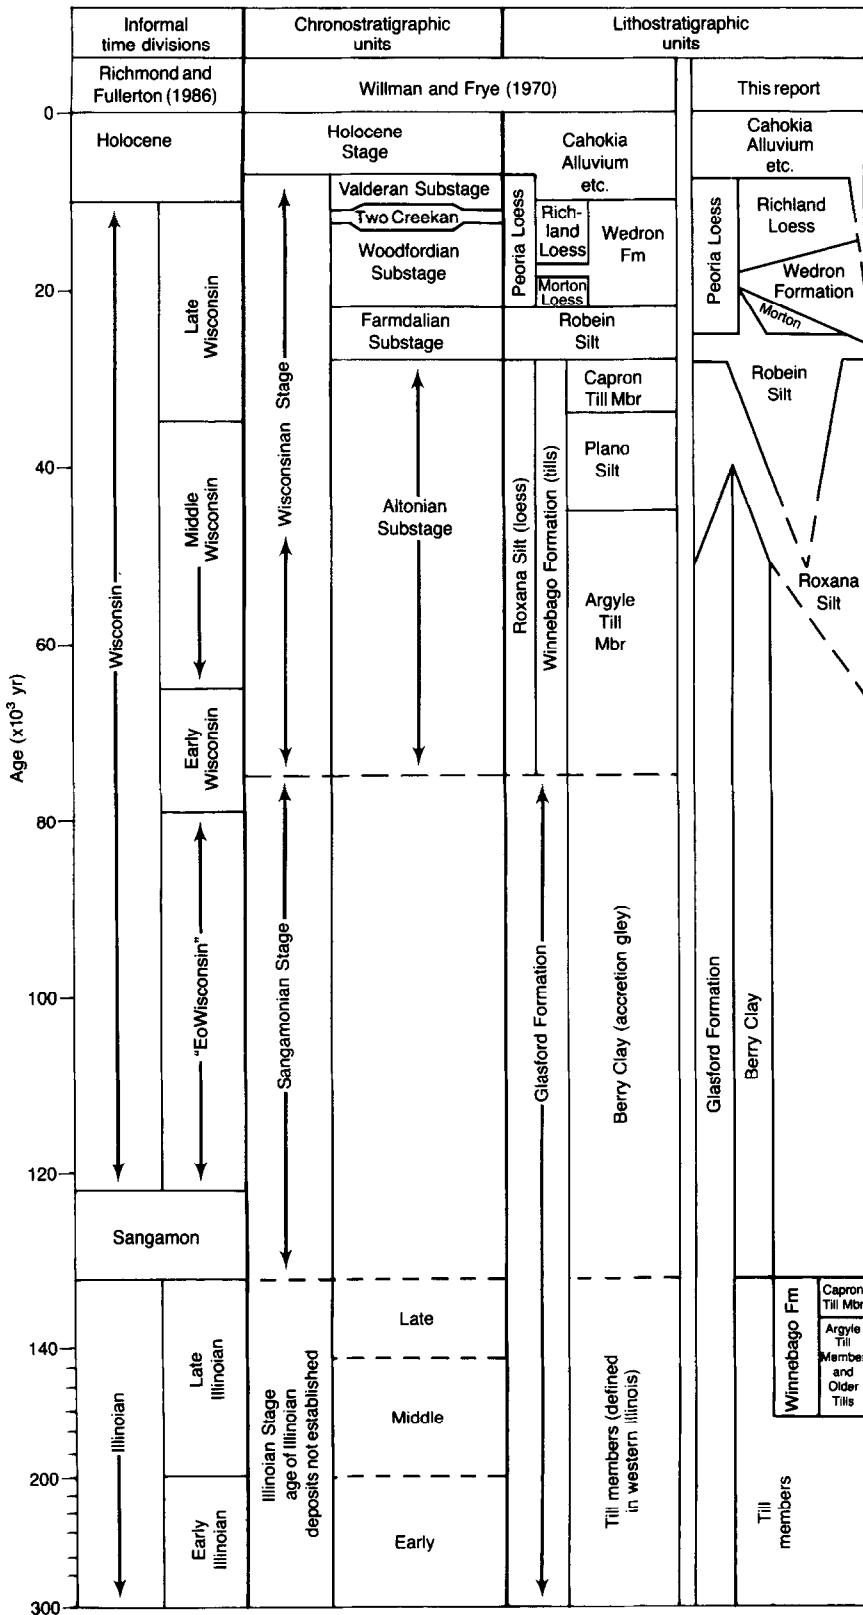 Informal
time divisions
Chronostratigraphic
units
Lithostratigraphic
units
Richmond and
Fullerton (1986)
Willman and Frye (1970)
This report
Age (x10³ yr)
0
20
40
60
80
100
120
140
200
300
Holocene
Wisconsin
Late
Wisconsin
Middle
Wisconsin
Early
Wisconsin
"EoWisconsin"
Sangamon
Illinoian
Late
Illinoian
Early
Illinoian
Holocene
Stage
Wisconsinan Stage
Valderan Substage
Two Creekan
Woodfordian
Substage
Farmdalian
Substage
Altonian
Substage
Sangamonian Stage
Illinoian Stage
age of Illinoian
deposits not established
Late
Middle
Early
Cahokia
Alluvium
etc.
Peoria Loess
Rich-
land
Loess
Wedron
Fm
Morton
Loess
Robein
Silt
Roxana Silt (loess)
Winnebago Formation (tills)
Capron
Till Mbr
Plano
Silt
Argyle
Till
Mbr
Glasford Formation
Berry Clay (accretion gley)
Till members (defined
in western Illinois)
Cahokia
Alluvium
etc.
Peoria Loess
Richland
Loess
Wedron
Formation
Morton
Robein
Silt
Roxana
Silt
Glasford Formation
Berry Clay
Winnebago Fm
Capron
Till Mbr
Argyle
Till
Member
and
Older
Tills
Till
members